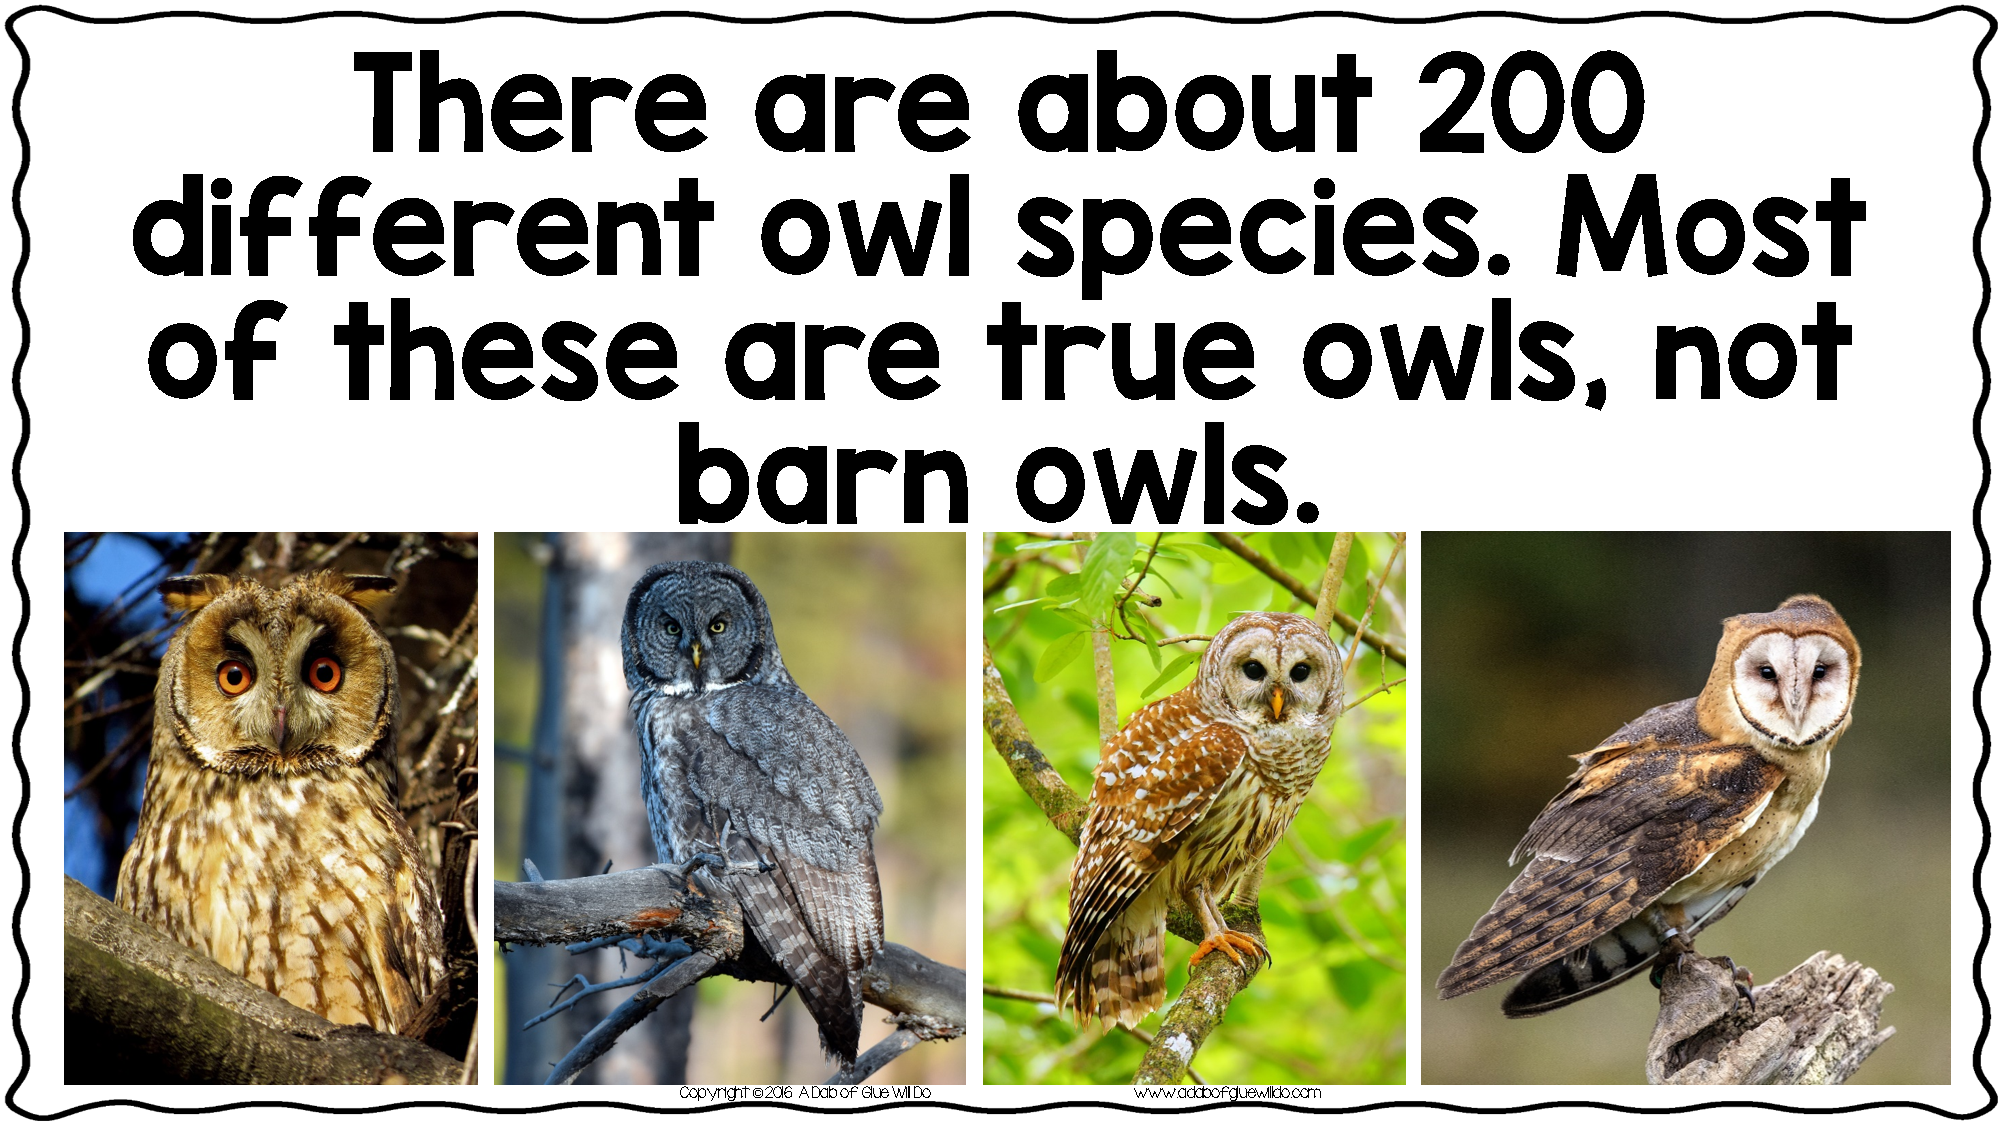 There are about 200
different owl species. Most
of these are true owls, not
barn owls.
Copyright ©2016 A Dab of Glue Will Do
www.adabofgluewilldo.com